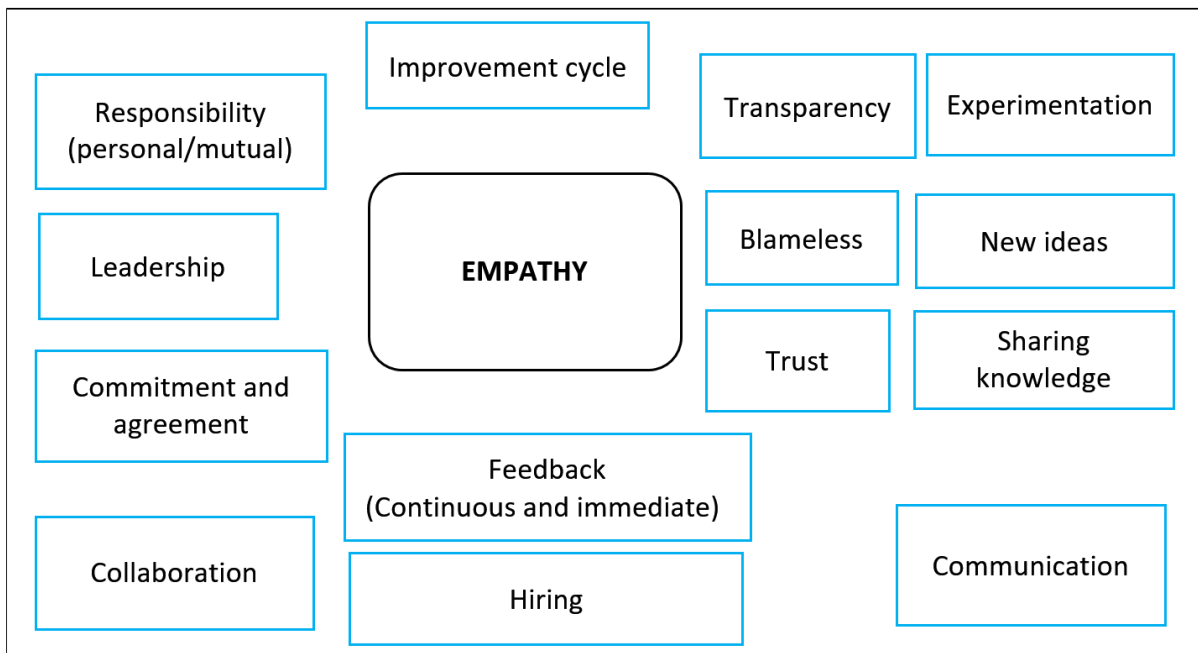 Improvement cycle
Responsibility
(personal/mutual)
Transparency
Experimentation
Leadership
EMPATHY
Blameless
New ideas
Commitment and
agreement
Trust
Sharing
knowledge
Feedback
(Continuous and immediate)
Collaboration
Hiring
Communication